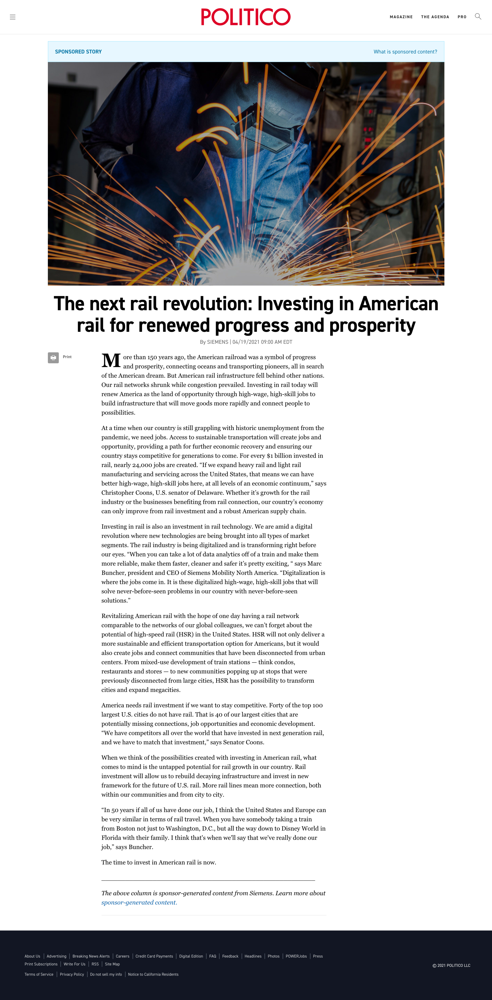 POLITICO
MAGAZINE THE AGENDA PRO
SPONSORED STORY
What is sponsored content?
The next rail revolution: Investing in American
rail for renewed progress and prosperity
By SIEMENS | 04/19/2021 09:00 AM EDT
Print
More than 150 years ago, the American railroad was a symbol of progress
and prosperity, connecting oceans and transporting pioneers, all in search
of the American dream. But American rail infrastructure fell behind other nations.
Our rail networks shrunk while congestion prevailed. Investing in rail today will
renew America as the land of opportunity through high-wage, high-skill jobs to
build infrastructure that will move goods more rapidly and connect people to
possibilities.
At a time when our country is still grappling with historic unemployment from the
pandemic, we need jobs. Access to sustainable transportation will create jobs and
opportunity, providing a path for further economic recovery and ensuring our
country stays competitive for generations to come. For every $1 billion invested in
rail, nearly 24,000 jobs are created. “If we expand heavy rail and light rail
manufacturing and servicing across the United States, that means we can have
better high-wage, high-skill jobs here, at all levels of an economic continuum,” says
Christopher Coons, U.S. senator of Delaware. Whether it’s growth for the rail
industry or the businesses benefiting from rail connection, our country’s economy
can only improve from rail investment and a robust American supply chain.
Investing in rail is also an investment in rail technology. We are amid a digital
revolution where new technologies are being brought into all types of market
segments. The rail industry is being digitalized and is transforming right before
our eyes. “When you can take a lot of data analytics off of a train and make them
more reliable, make them faster, cleaner and safer it’s pretty exciting, “ says Marc
Buncher, president and CEO of Siemens Mobility North America. “Digitalization is
where the jobs come in. It is these digitalized high-wage, high-skill jobs that will
solve never-before-seen problems in our country with never-before-seen
solutions.”
Revitalizing American rail with the hope of one day having a rail network
comparable to the networks of our global colleagues, we can’t forget about the
potential of high-speed rail (HSR) in the United States. HSR will not only deliver a
more sustainable and efficient transportation option for Americans, but it would
also create jobs and connect communities that have been disconnected from urban
centers. From mixed-use development of train stations — think condos,
restaurants and stores — to new communities popping up at stops that were
previously disconnected from large cities, HSR has the possibility to transform
cities and expand megacities.
America needs rail investment if we want to stay competitive. Forty of the top 100
largest U.S. cities do not have rail. That is 40 of our largest cities that are
potentially missing connections, job opportunities and economic development.
“We have competitors all over the world that have invested in next generation rail,
and we have to match that investment,” says Senator Coons.
When we think of the possibilities created with investing in American rail, what
comes to mind is the untapped potential for rail growth in our country. Rail
investment will allow us to rebuild decaying infrastructure and invest in new
framework for the future of U.S. rail. More rail lines mean more connection, both
within our communities and from city to city.
“In 50 years if all of us have done our job, I think the United States and Europe can
be very similar in terms of rail travel. When you have somebody taking a train
from Boston not just to Washington, D.C., but all the way down to Disney World in
Florida with their family. I think that's when we'll say that we've really done our
job,” says Buncher.
The time to invest in American rail is now.
The above column is sponsor-generated content from Siemens. Learn more about
sponsor-generated content.
About Us | Advertising | Breaking News Alerts | Careers | Credit Card Payments | Digital Edition | FAQ | Feedback | Headlines | Photos | POWERJobs | Press
Print Subscriptions | Write For Us | RSS | Site Map
© 2021 POLITICO LLC
Terms of Service | Privacy Policy | Do not sell my info | Notice to California Residents